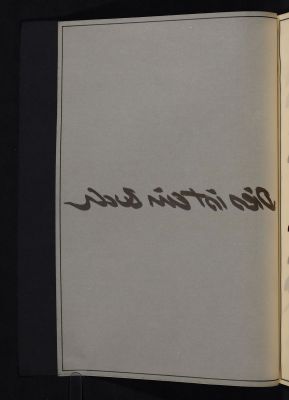 Dies ist ein Buch